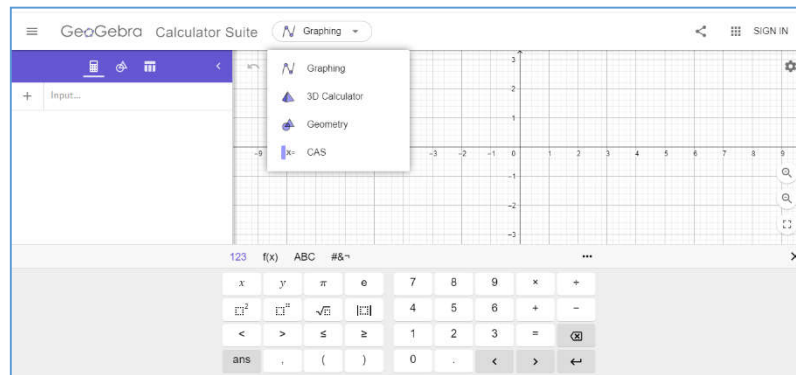 GeoGebra Calculator Suite Graphing SIGN IN
Input...
Graphing
3D Calculator
Geometry
x= CAS
3
2
1
-9 -3 -2 -1 0 1 2 3 4 5 6 7 8 9
-1
-2
-3
123 f(x) ABC #&¬ ...
x y π e 7 8 9 × ÷
□² □ⁿ √□ |□| 4 5 6 + −
< > ≤ ≥ 1 2 3 =
ans , ( ) 0 . < >